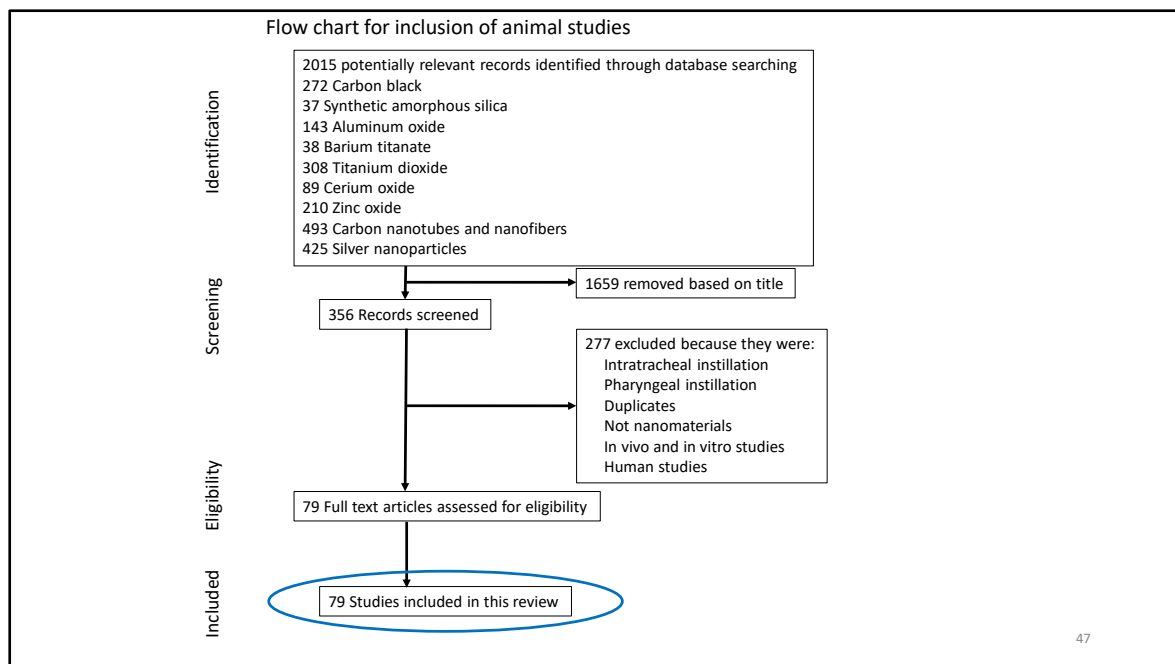 Flow chart for inclusion of animal studies
Identification
2015 potentially relevant records identified through database searching
272 Carbon black
37 Synthetic amorphous silica
143 Aluminum oxide
38 Barium titanate
308 Titanium dioxide
89 Cerium oxide
210 Zinc oxide
493 Carbon nanotubes and nanofibers
425 Silver nanoparticles
Screening
1659 removed based on title
356 Records screened
277 excluded because they were:
Intratracheal instillation
Pharyngeal instillation
Duplicates
Not nanomaterials
In vivo and in vitro studies
Human studies
Eligibility
79 Full text articles assessed for eligibility
Included
79 Studies included in this review
47